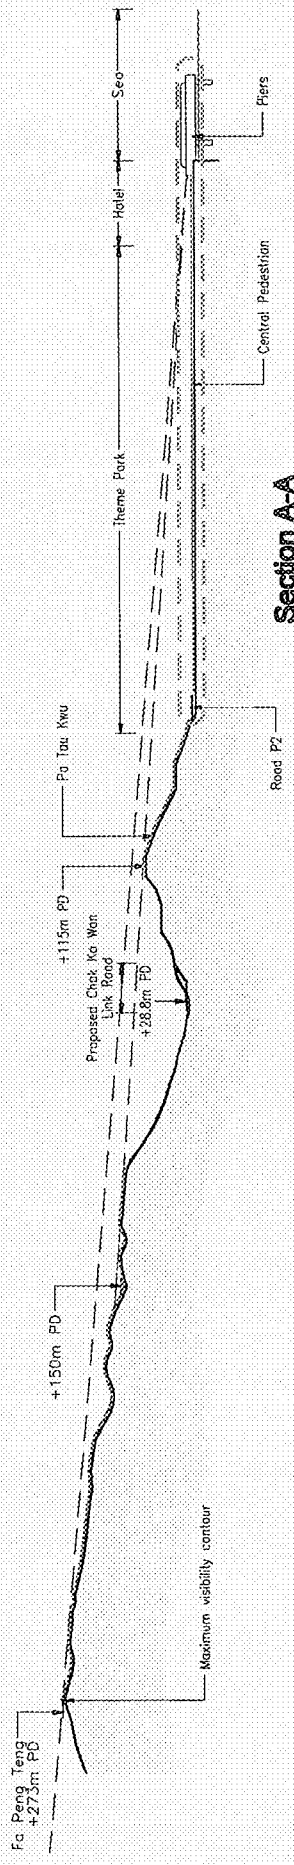 Fa Peng Teng
+273m PD
Maximum visibility contour
+150m PD
Proposed Chok Ko Wan
Link Road
+28.8m PD
+115m PD
Pa Tau Kwu
Road P2
Theme Park
Central Pedestrian
Hotel
Sea
Piers
Section A-A